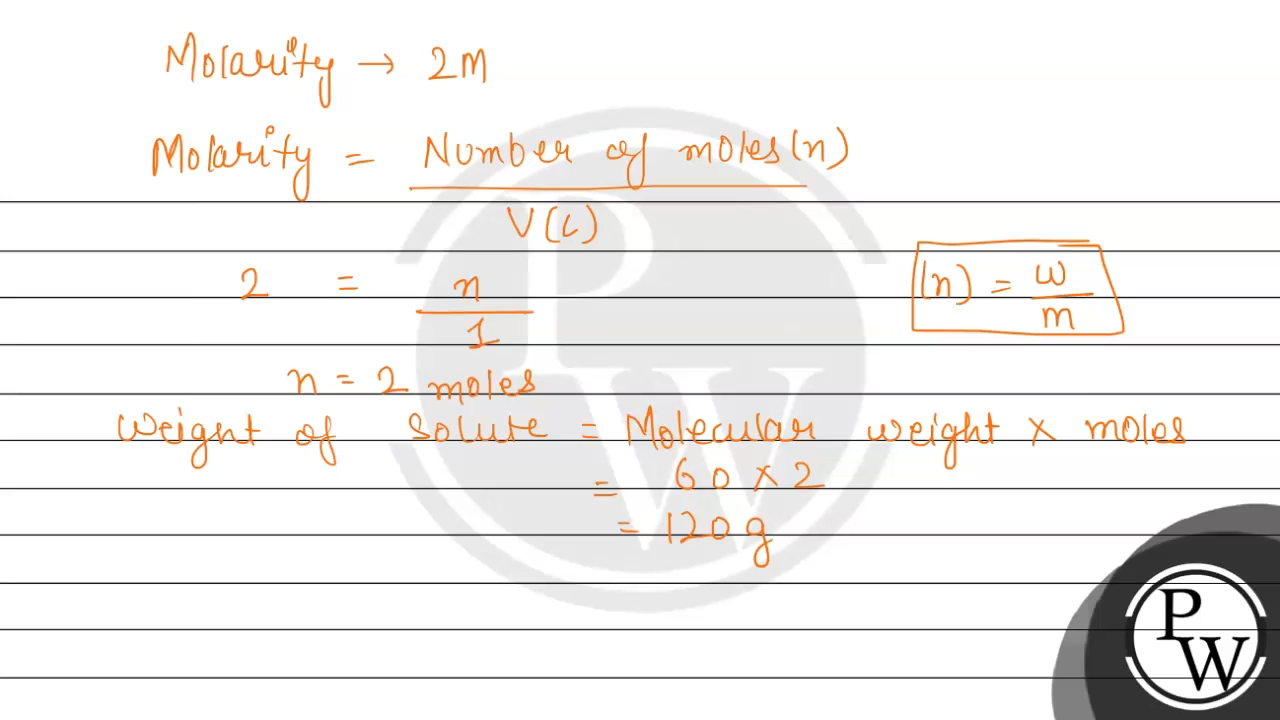 Molarity → 2M
Molarity = Number of moles (n)
V(L)
2 = n
1
(n) = w
m
n = 2 moles
Weight of solute = Molecular weight × moles
= 60 × 2
= 120 g
PW
PW